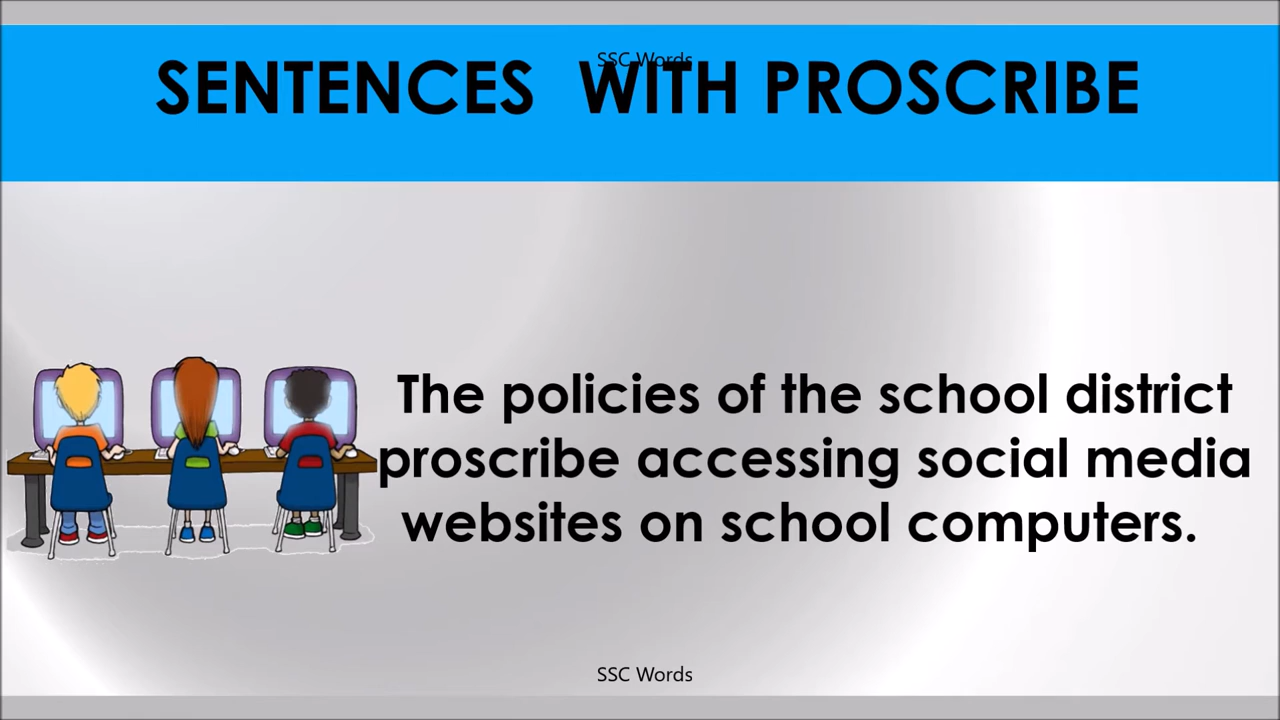 SSC Words
SENTENCES WITH PROSCRIBE
The policies of the school district
proscribe accessing social media
websites on school computers.
SSC Words